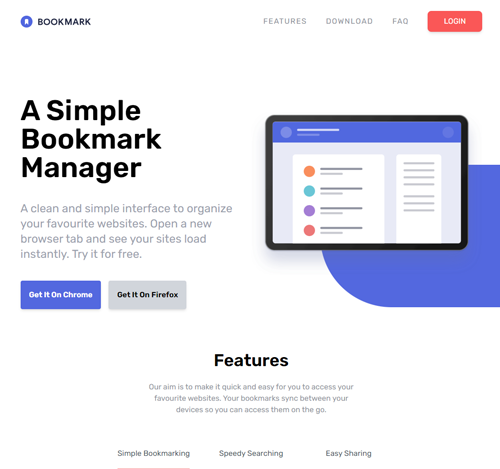 BOOKMARK
FEATURES DOWNLOAD FAQ LOGIN
A Simple
Bookmark
Manager
A clean and simple interface to organize
your favourite websites. Open a new
browser tab and see your sites load
instantly. Try it for free.
Get It On Chrome Get It On Firefox
Features
Our aim is to make it quick and easy for you to access your
favourite websites. Your bookmarks sync between your
devices so you can access them on the go.
Simple Bookmarking Speedy Searching Easy Sharing